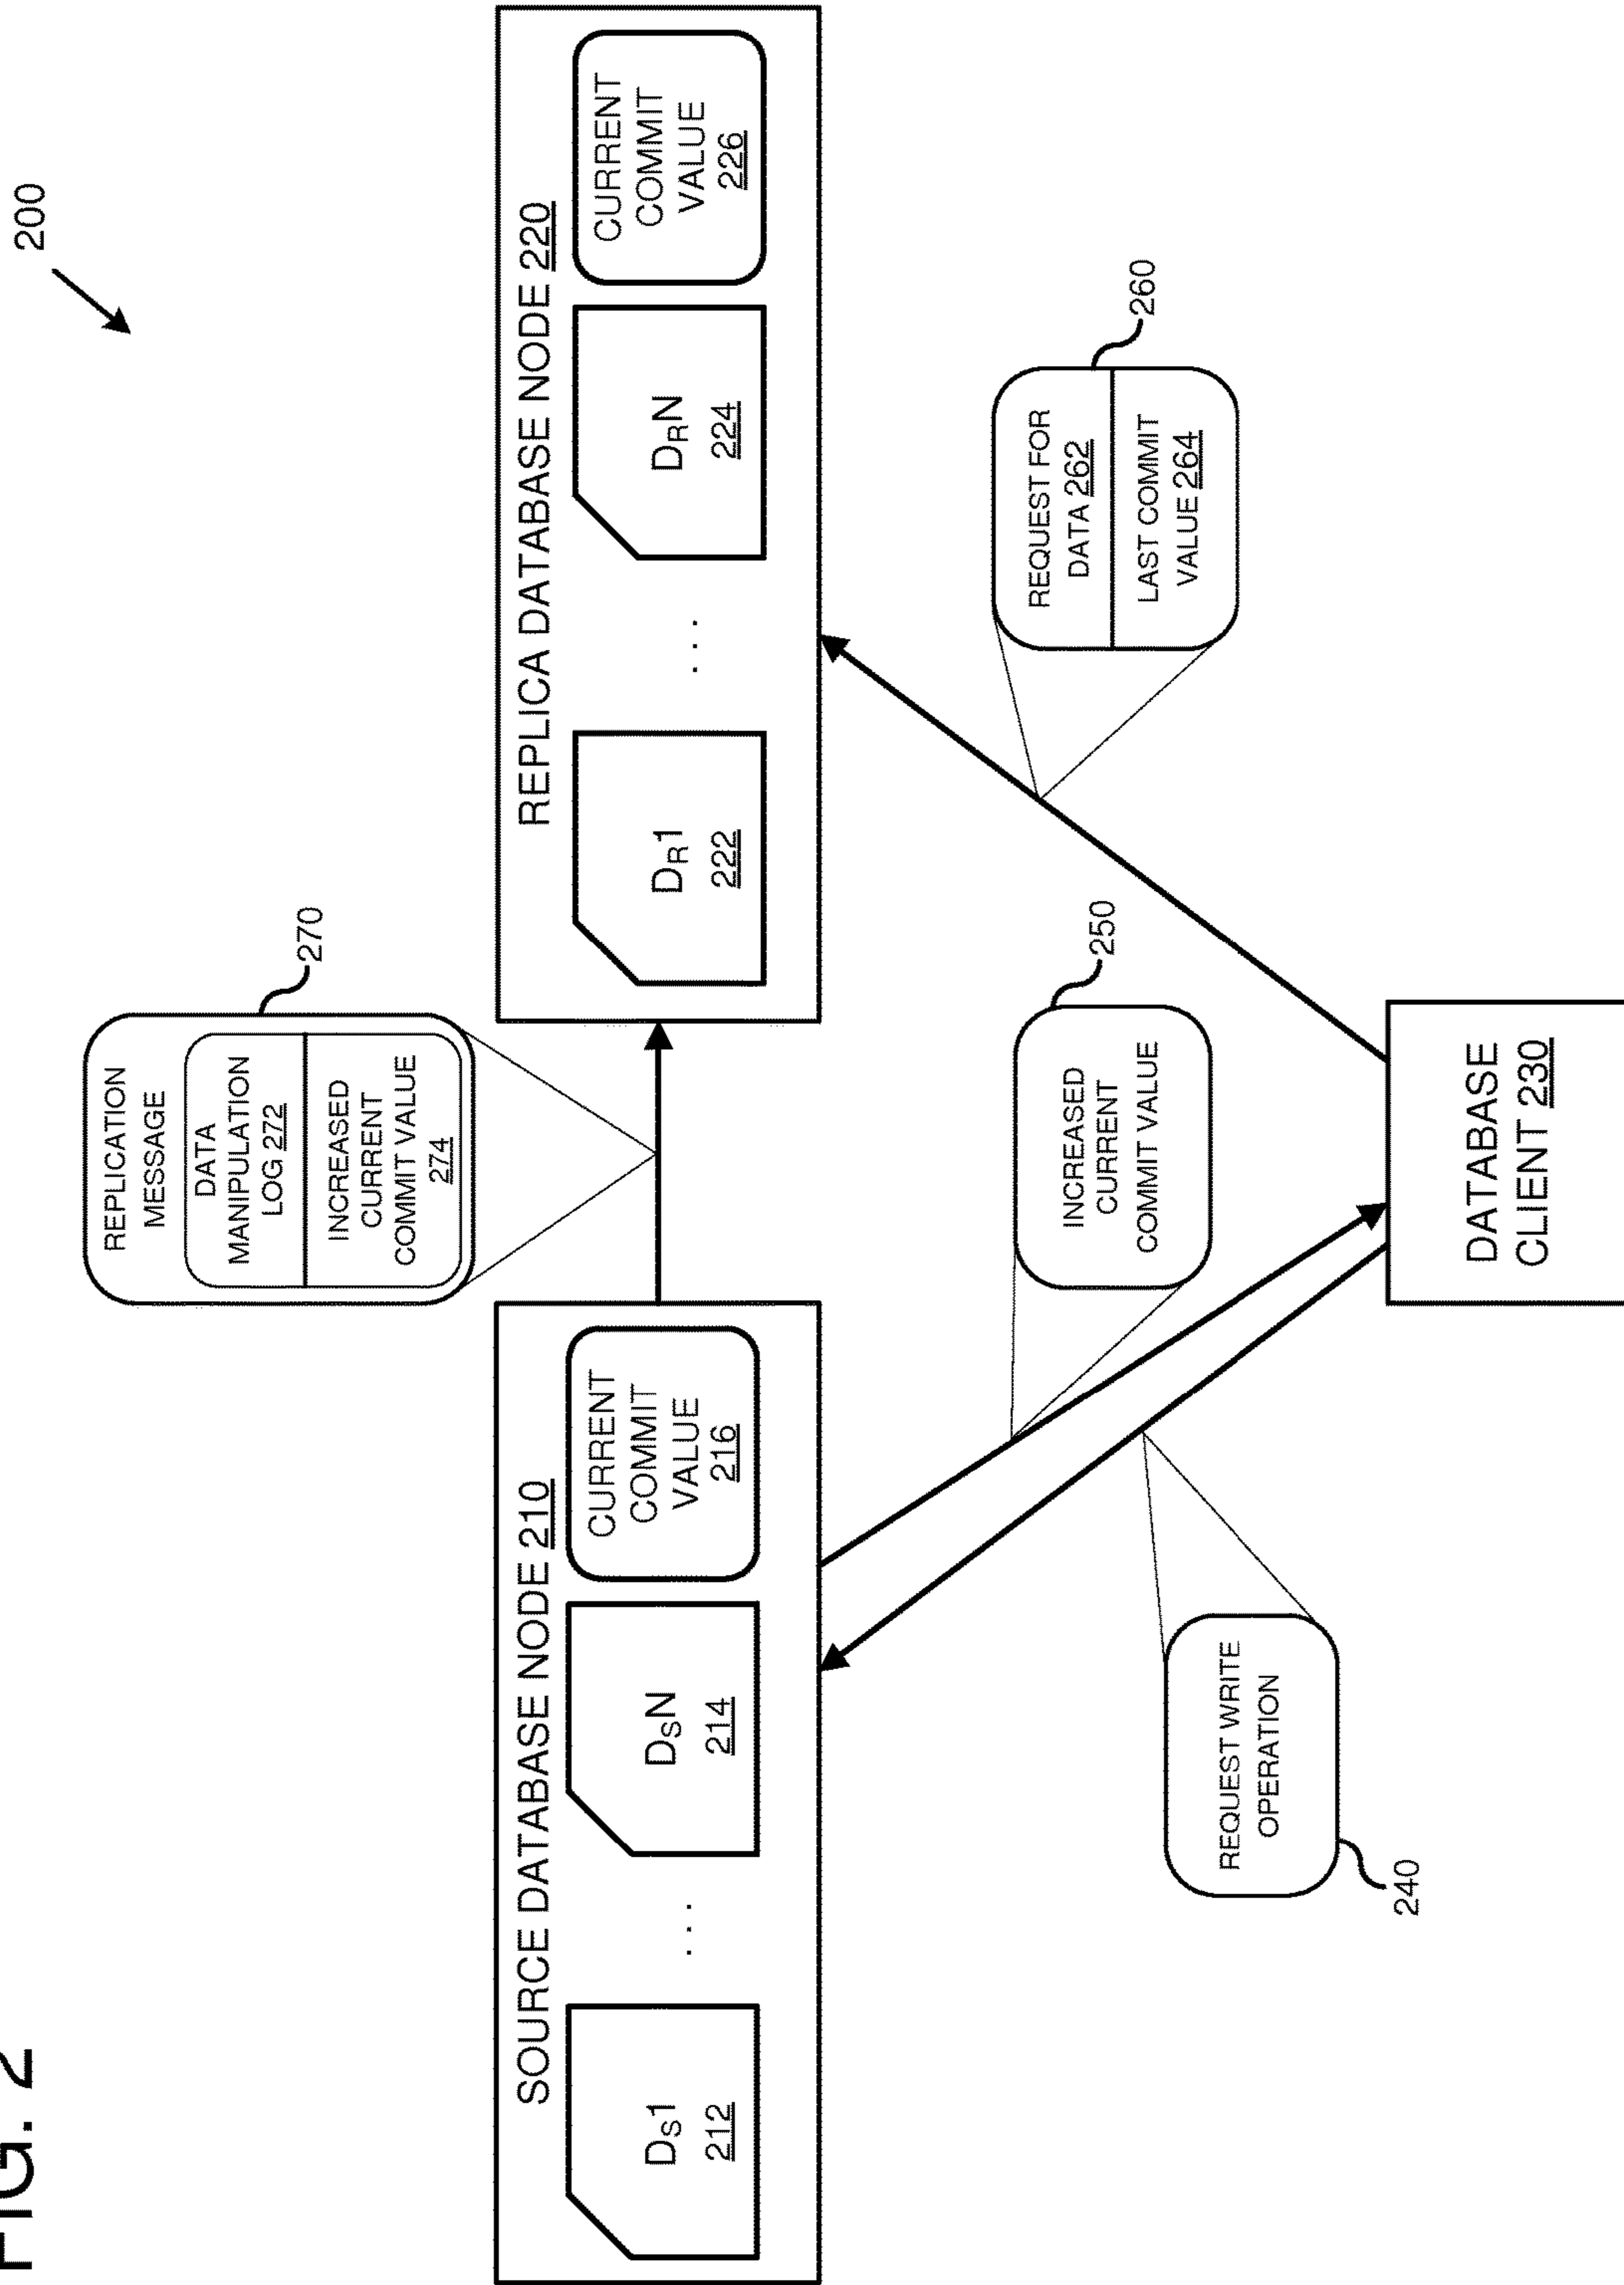 FIG. 2
200
REPLICATION
MESSAGE
DATA
MANIPULATION
LOG 272
INCREASED
CURRENT
COMMIT VALUE
274
270
SOURCE DATABASE NODE 210
DS1
212
. . .
DSN
214
CURRENT
COMMIT
VALUE
216
REPLICA DATABASE NODE 220
DR1
222
. . .
DRN
224
CURRENT
COMMIT
VALUE
226
REQUEST WRITE
OPERATION
240
INCREASED
CURRENT
COMMIT VALUE
250
REQUEST FOR
DATA 262
LAST COMMIT
VALUE 264
260
DATABASE
CLIENT 230